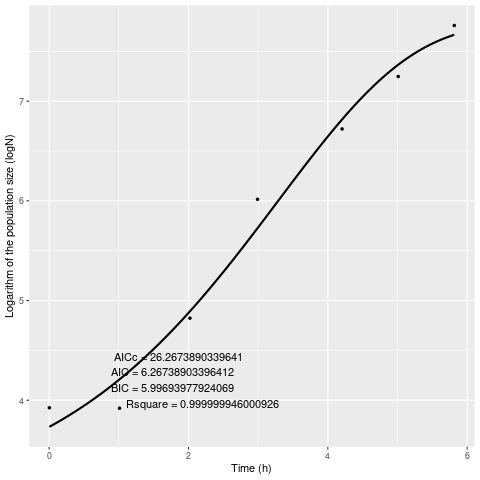 7
6
5
4
Logarithm of the population size (logN)
AICc = 26.2673890339641
AIC = 6.26738903396412
BIC = 5.99693977924069
Rsquare = 0.999999946000926
0
2
4
6
Time (h)